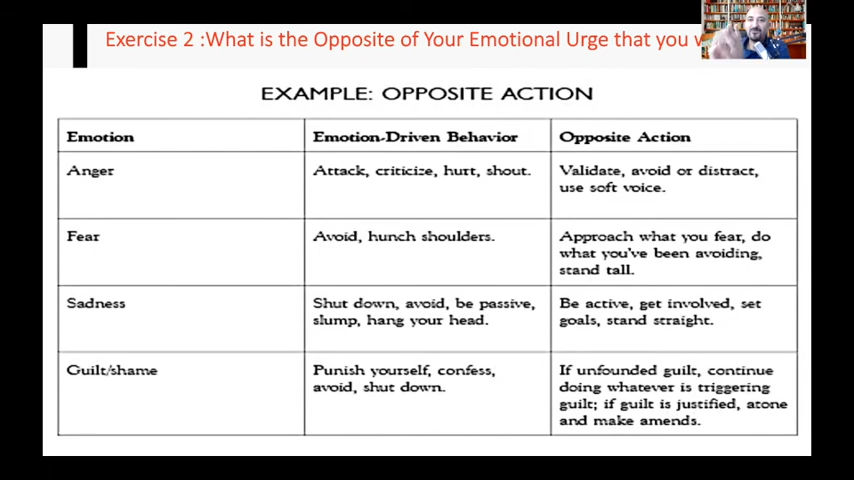 Exercise 2 :What is the Opposite of Your Emotional Urge that you
EXAMPLE: OPPOSITE ACTION
Emotion
Emotion-Driven Behavior
Opposite Action
Anger
Attack, criticize, hurt, shout.
Validate, avoid or distract,
use soft voice.
Fear
Avoid, hunch shoulders.
Approach what you fear, do
what you've been avoiding,
stand tall.
Sadness
Shut down, avoid, be passive,
slump, hang your head.
Be active, get involved, set
goals, stand straight.
Guilt/shame
Punish yourself, confess,
avoid, shut down.
If unfounded guilt, continue
doing whatever is triggering
guilt; if guilt is justified, atone
and make amends.